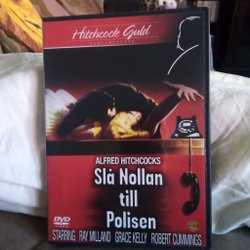 Hitchcock Guld
ALFRED HITCHCOCKS
Slå Nollan
till
Polisen
DVD
STARRING RAY MILLAND GRACE KELLY ROBERT CUMMINGS